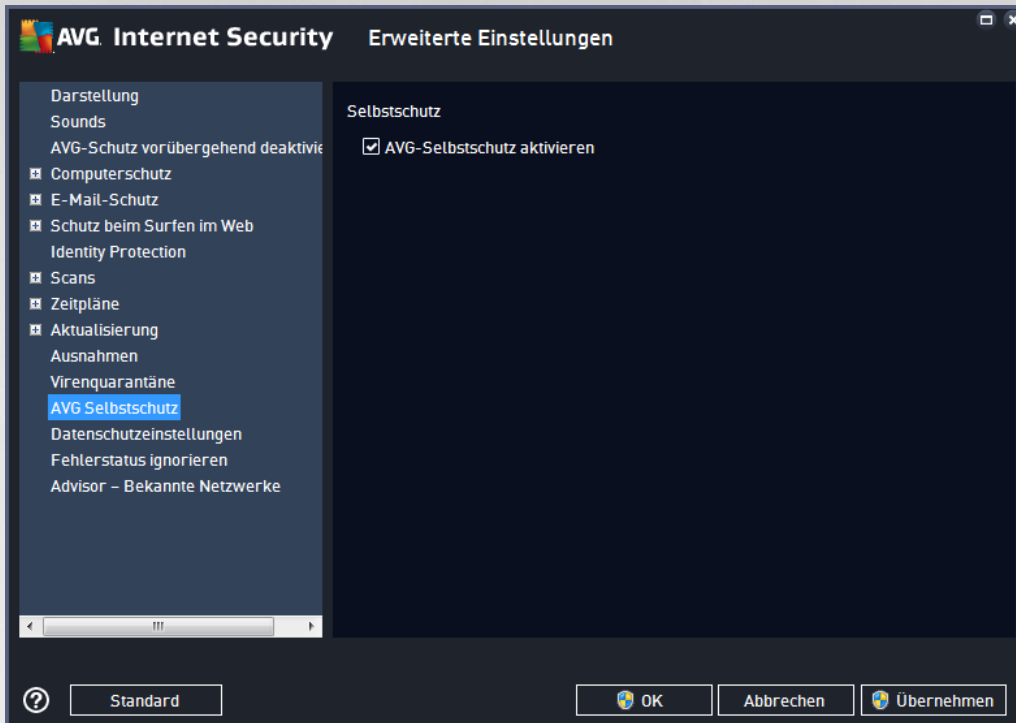 AVG. Internet Security Erweiterte Einstellungen
Darstellung
Sounds
AVG-Schutz vorübergehend
Computerschutz
E-Mail-Schutz
Schutz beim Surfen im Web
Identity Protection
Scans
Zeitpläne
Aktualisierung
Ausnahmen
Virenquarantäne
AVG Selbstschutz
Datenschutzeinstellungen
Fehlerstatus ignorieren
Advisor – Bekannte Netzwerke
Selbstschutz
AVG-Selbstschutz aktivieren
Standard
OK
Abbrechen
Übernehmen